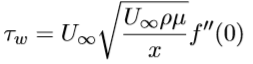 τ_w = U_∞ √(U_∞ρμ / x) f''(0)